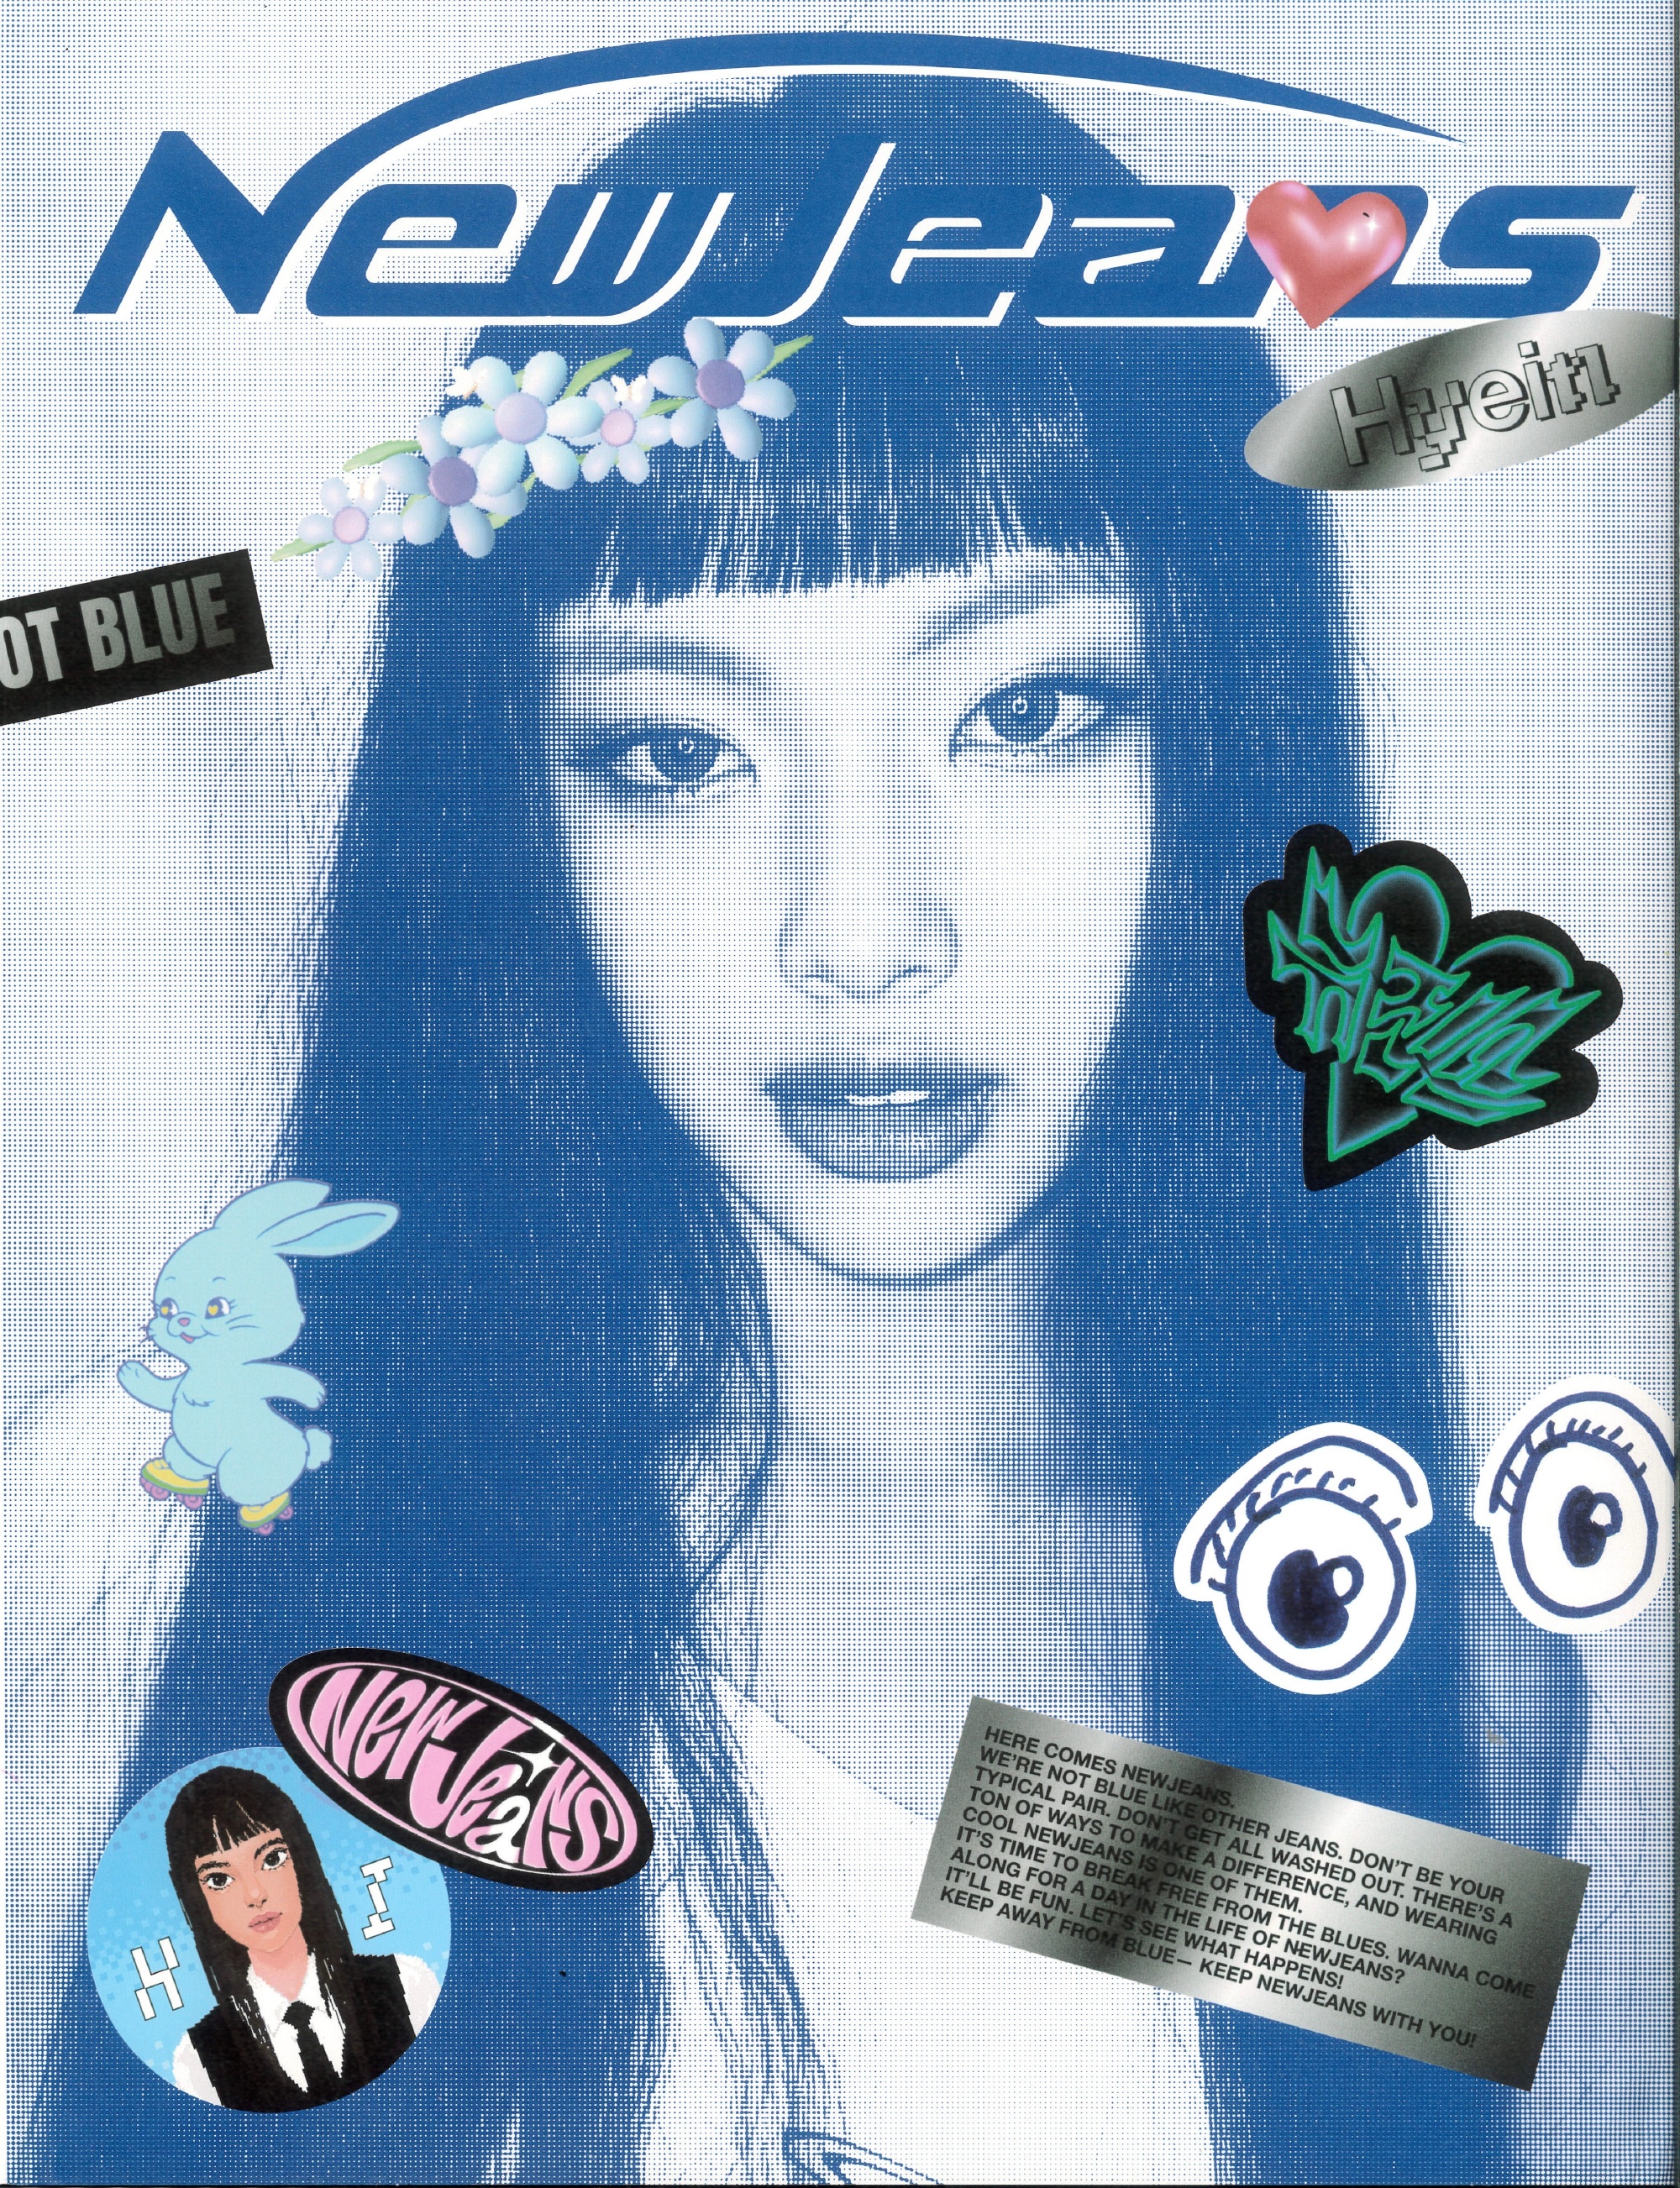 NewJeans
Hyein
OT BLUE
Hyein
NewJeans
H I
HERE COMES NEWJEANS.
WE'RE NOT BLUE LIKE OTHER JEANS. DON'T BE YOUR
TYPICAL PAIR. DON'T GET ALL WASHED OUT. THERE'S A
TON OF WAYS TO MAKE A DIFFERENCE, AND WEARING
COOL NEWJEANS IS ONE OF THEM.
IT'S TIME TO BREAK FREE FROM THE BLUES. WANNA COME
ALONG FOR A DAY IN THE LIFE OF NEWJEANS?
IT'LL BE FUN. LET'S SEE WHAT HAPPENS!
KEEP AWAY FROM BLUE— KEEP NEWJEANS WITH YOU!